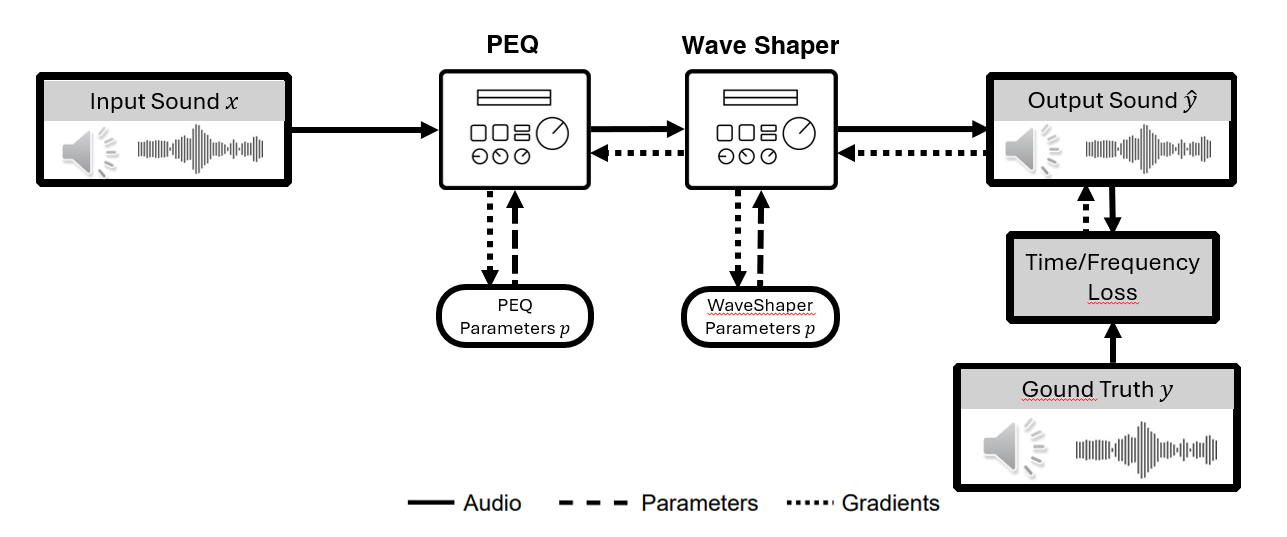 PEQ
Wave Shaper
Input Sound x
Output Sound ŷ
Time/Frequency
Loss
PEQ
Parameters p
WaveShaper
Parameters p
Gound Truth y
Audio
Parameters
Gradients